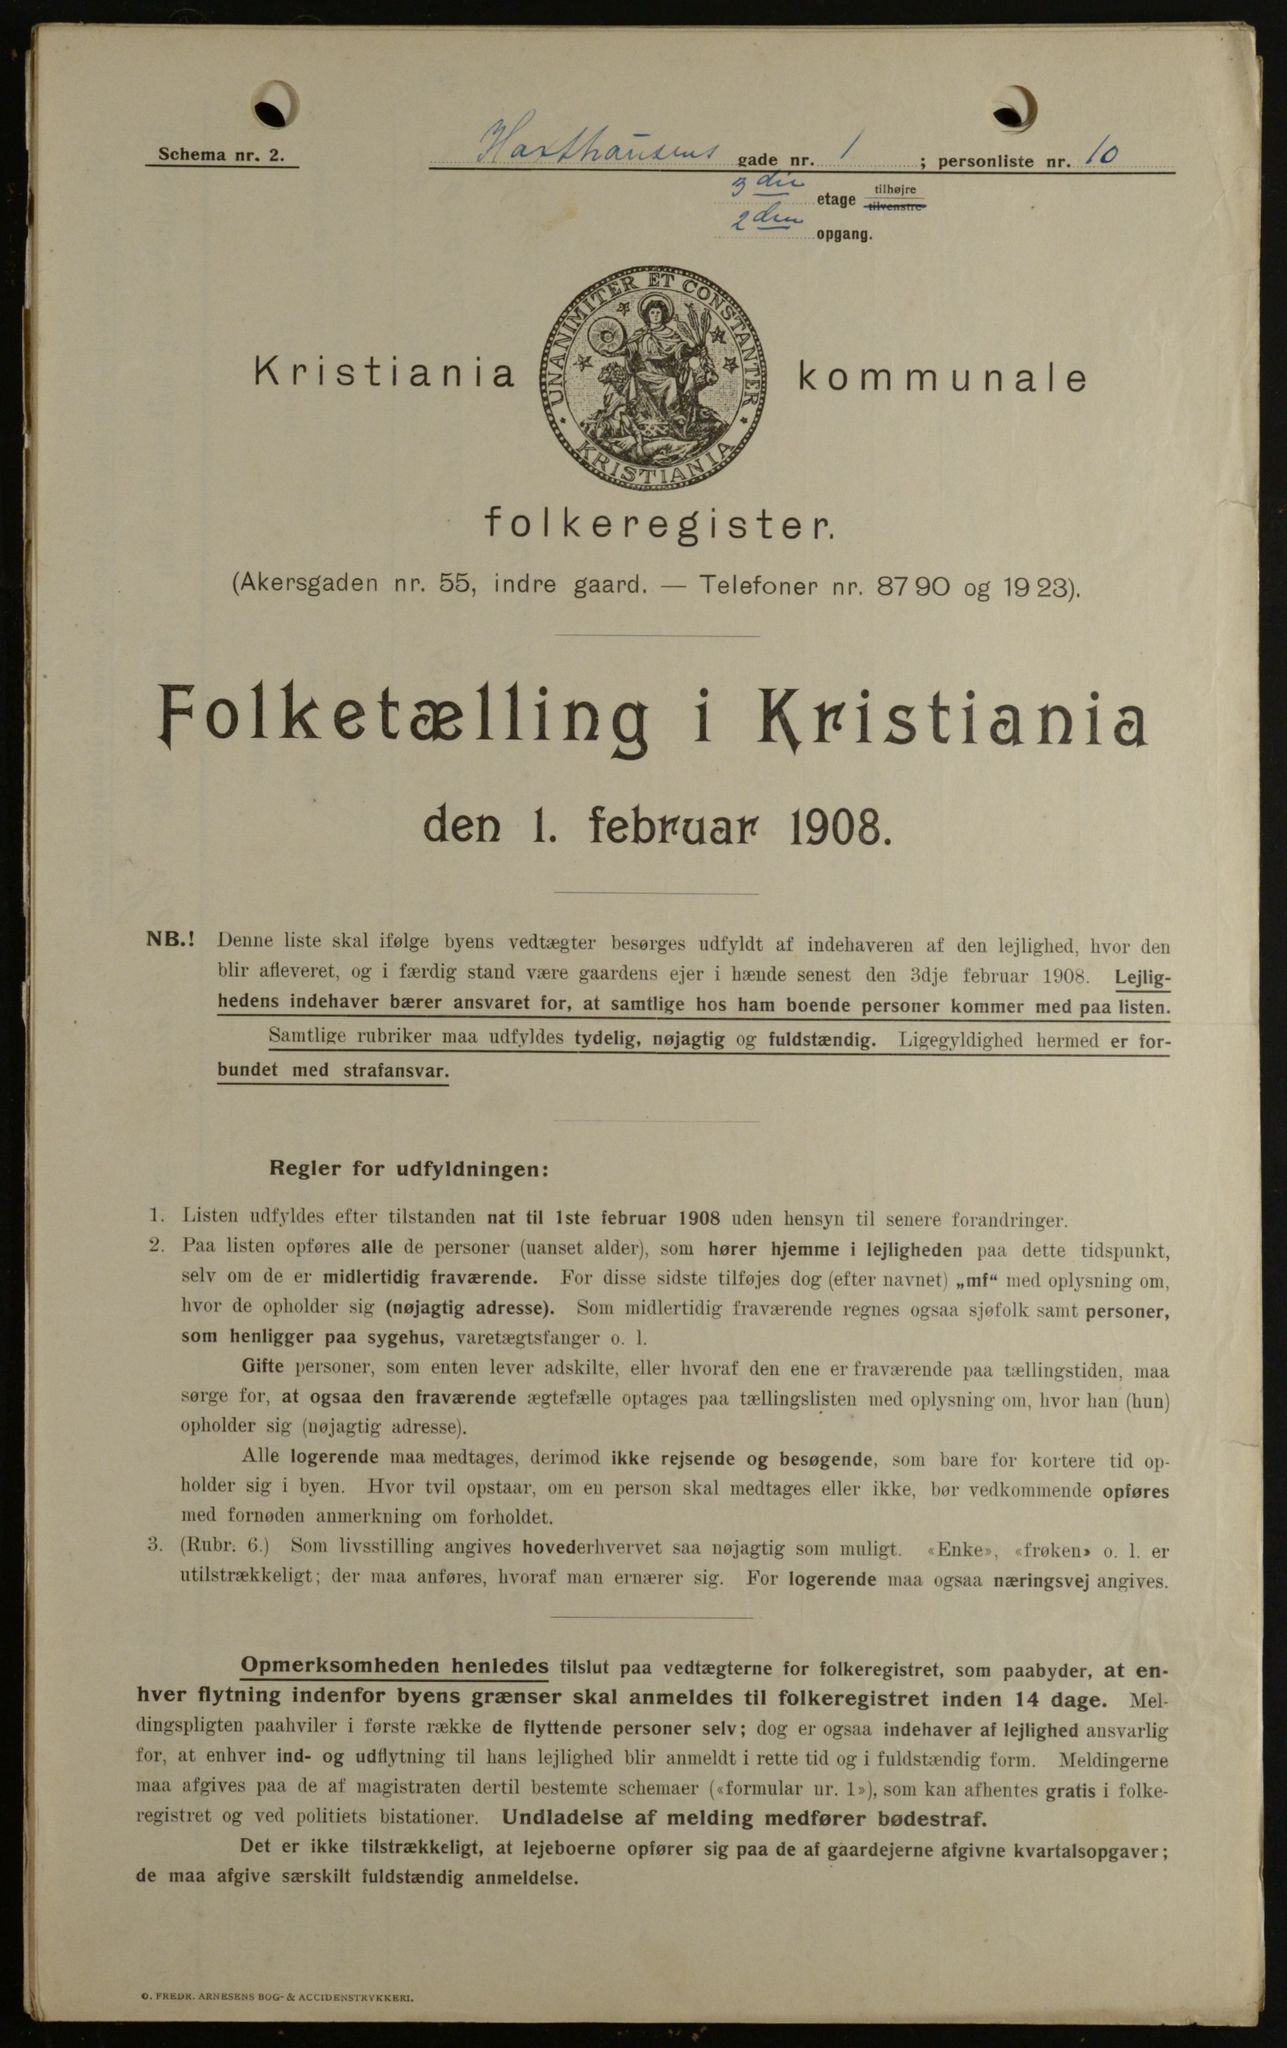 Schema nr. 2.
Haxthausens gade nr. 1 ; personliste nr. 10
3die etage tilhøjre
tilvenstre
2den opgang.
UNANIMITER ET CONSTANTER
KRISTIANIA
Kristiania kommunale
folkeregister.
(Akersgaden nr. 55, indre gaard. — Telefoner nr. 87 90 og 19 23).
Folketælling i Kristiania
den 1. februar 1908.
NB.! Denne liste skal ifølge byens vedtægter besørges udfyldt af indehaveren af den lejlighed, hvor den
blir afleveret, og i færdig stand være gaardens ejer i hænde senest den 3dje februar 1908. Lejlig-
hedens indehaver bærer ansvaret for, at samtlige hos ham boende personer kommer med paa listen.
Samtlige rubriker maa udfyldes tydelig, nøjagtig og fuldstændig. Ligegyldighed hermed er for-
bundet med strafansvar.
Regler for udfyldningen:
1. Listen udfyldes efter tilstanden nat til 1ste februar 1908 uden hensyn til senere forandringer.
2. Paa listen opføres alle de personer (uanset alder), som hører hjemme i lejligheden paa dette tidspunkt,
selv om de er midlertidig fraværende. For disse sidste tilføjes dog (efter navnet) „mf“ med oplysning om,
hvor de opholder sig (nøjagtig adresse). Som midlertidig fraværende regnes ogsaa sjøfolk samt personer,
som henligger paa sygehus, varetægtsfanger o. l.
Gifte personer, som enten lever adskilte, eller hvoraf den ene er fraværende paa tællingstiden, maa
sørge for, at ogsaa den fraværende ægtefælle optages paa tællingslisten med oplysning om, hvor han (hun)
opholder sig (nøjagtig adresse).
Alle logerende maa medtages, derimod ikke rejsende og besøgende, som bare for kortere tid op-
holder sig i byen. Hvor tvil opstaar, om en person skal medtages eller ikke, bør vedkommende opføres
med fornøden anmerkning om forholdet.
3. (Rubr. 6.) Som livsstilling angives hovederhvervet saa nøjagtig som muligt. «Enke», «frøken» o. l. er
utilstrækkeligt; der maa anføres, hvoraf man ernærer sig. For logerende maa ogsaa næringsvej angives.
Opmerksomheden henledes tilslut paa vedtægterne for folkeregistret, som paabyder, at en-
hver flytning indenfor byens grænser skal anmeldes til folkeregistret inden 14 dage. Mel-
dingspligten paahviler i første række de flyttende personer selv; dog er ogsaa indehaver af lejlighed ansvarlig
for, at enhver ind- og udflytning til hans lejlighed blir anmeldt i rette tid og i fuldstændig form. Meldingerne
maa afgives paa de af magistraten dertil bestemte schemaer («formular nr. 1»), som kan afhentes gratis i folke-
registret og ved politiets bistationer. Undladelse af melding medfører bødestraf.
Det er ikke tilstrækkeligt, at lejeboerne opfører sig paa de af gaardejerne afgivne kvartalsopgaver;
de maa afgive særskilt fuldstændig anmeldelse.
O. FREDR. ARNESENS BOG- & ACCIDENSTRYKKERI.